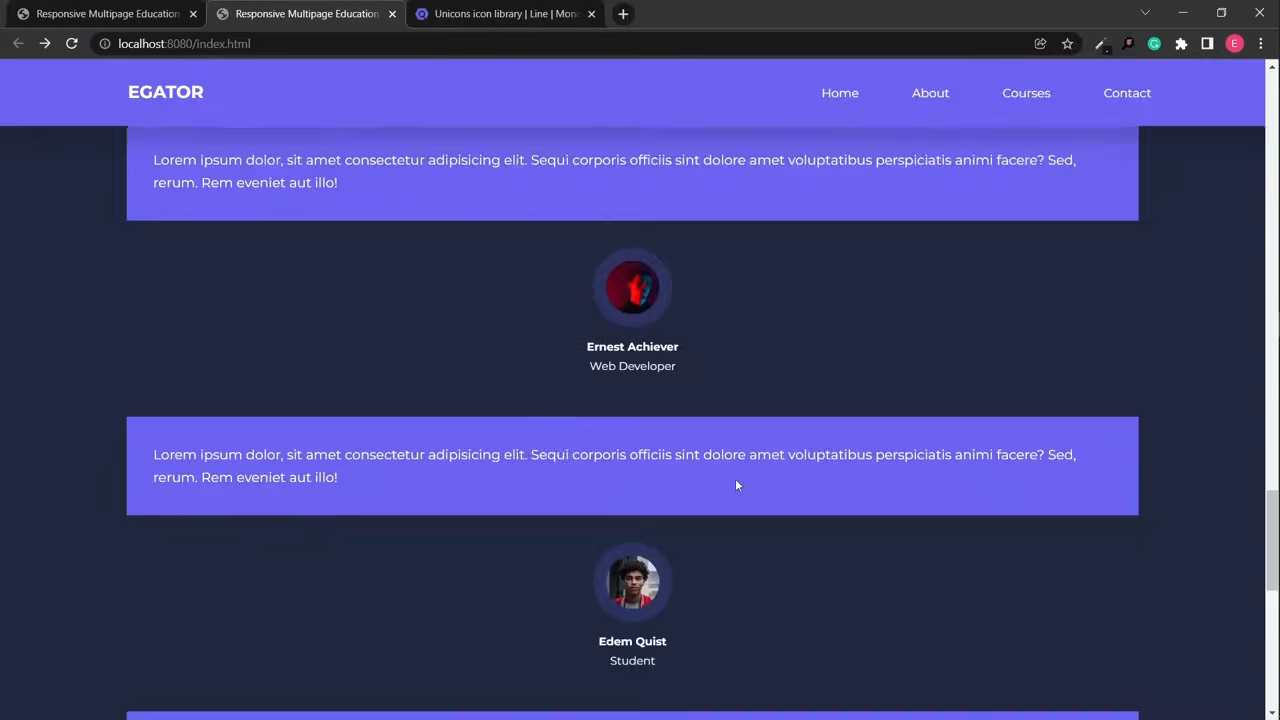 Responsive Multipage Education
Responsive Multipage Education
Unicons icon library | Line | Mon
localhost:8080/index.html
E
EGATOR
Home
About
Courses
Contact
Lorem ipsum dolor, sit amet consectetur adipisicing elit. Sequi corporis officiis sint dolore amet voluptatibus perspiciatis animi facere? Sed,
rerum. Rem eveniet aut illo!
Ernest Achiever
Web Developer
Lorem ipsum dolor, sit amet consectetur adipisicing elit. Sequi corporis officiis sint dolore amet voluptatibus perspiciatis animi facere? Sed,
rerum. Rem eveniet aut illo!
Edem Quist
Student